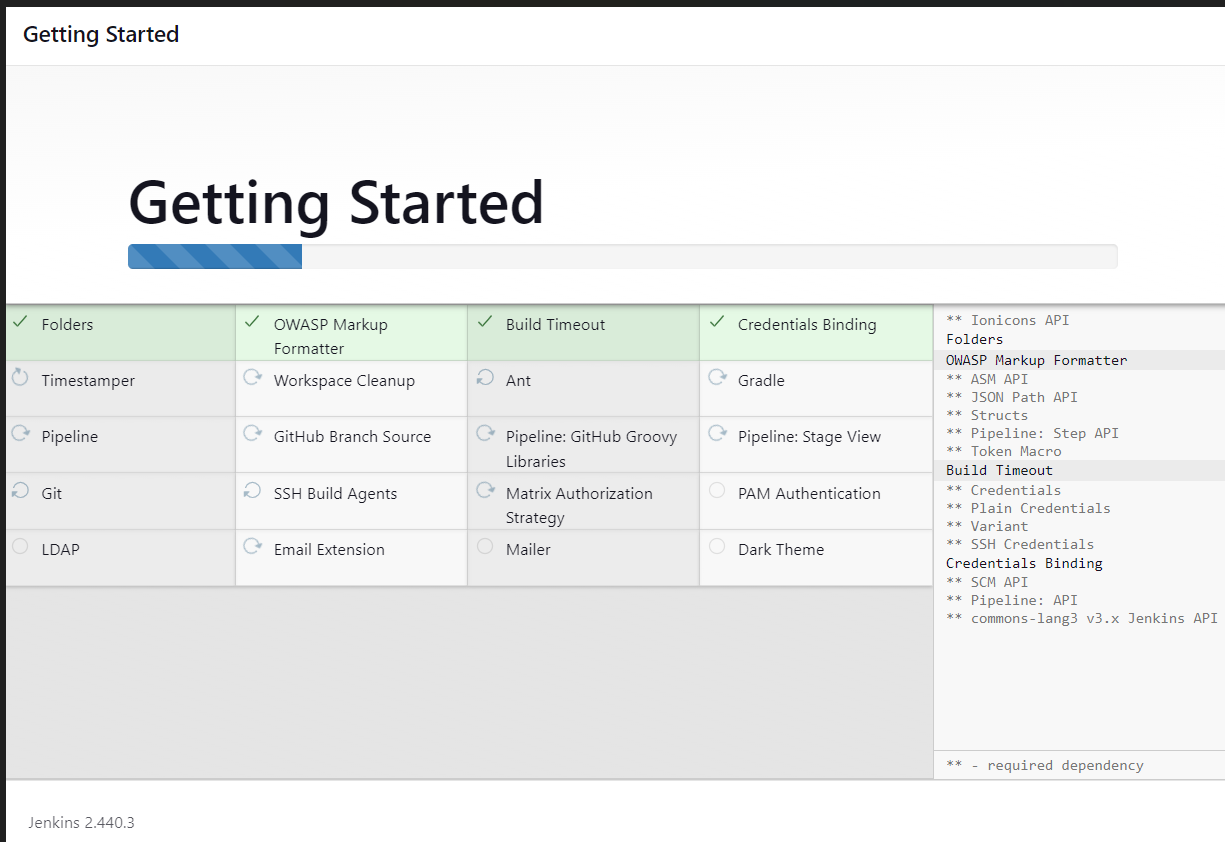 Getting Started
Getting Started
Folders
OWASP Markup
Formatter
Build Timeout
Credentials Binding
Timestamper
Workspace Cleanup
Ant
Gradle
Pipeline
GitHub Branch Source
Pipeline: GitHub Groovy
Libraries
Pipeline: Stage View
Git
SSH Build Agents
Matrix Authorization
Strategy
PAM Authentication
LDAP
Email Extension
Mailer
Dark Theme
** Ionicons API
Folders
OWASP Markup Formatter
** ASM API
** JSON Path API
** Structs
** Pipeline: Step API
** Token Macro
Build Timeout
** Credentials
** Plain Credentials
** Variant
** SSH Credentials
Credentials Binding
** SCM API
** Pipeline: API
** commons-lang3 v3.x Jenkins API
** - required dependency
Jenkins 2.440.3